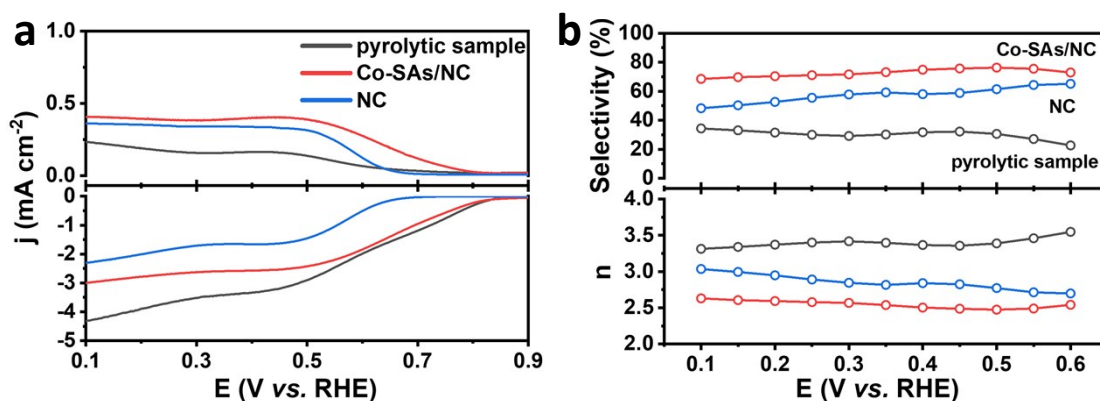 a
1.0
0.5
0.0
0
-1
-2
-3
-4
-5
j (mA cm⁻²)
pyrolytic sample
Co-SAs/NC
NC
0.1 0.3 0.5 0.7 0.9
E (V vs. RHE)
b
100
80
60
40
20
0
Selectivity (%)
Co-SAs/NC
NC
pyrolytic sample
4.0
3.5
3.0
2.5
2.0
n
0.1 0.2 0.3 0.4 0.5 0.6
E (V vs. RHE)